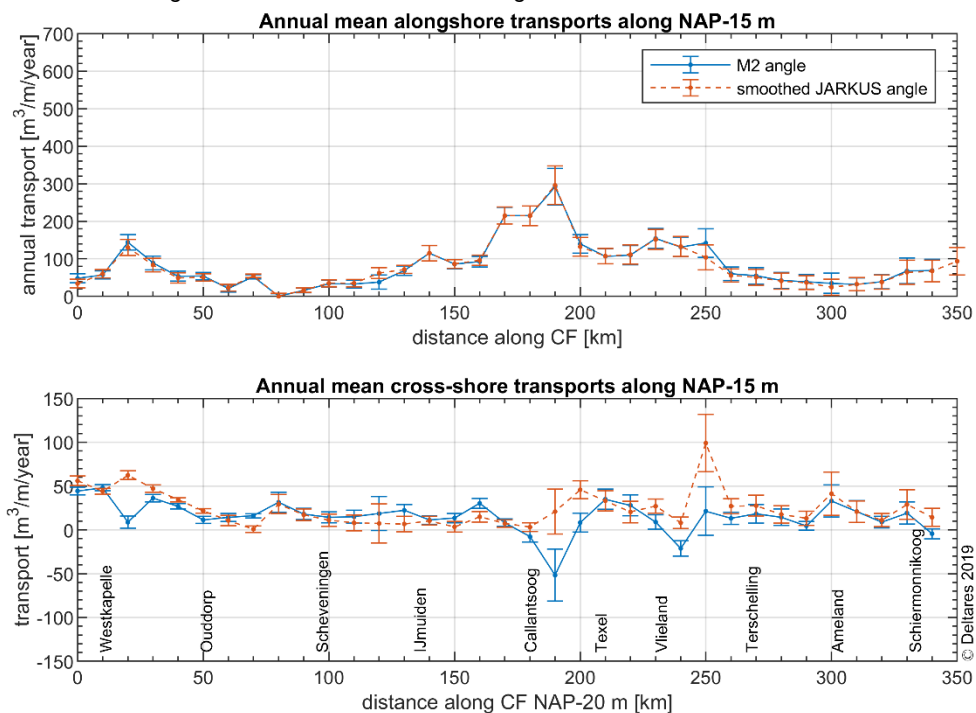 Annual mean alongshore transports along NAP-15 m
700
600
500
400
300
200
100
0
annual transport [m³/m/year]
M2 angle
smoothed JARKUS angle
0 50 100 150 200 250 300 350
distance along CF [km]
Annual mean cross-shore transports along NAP-15 m
150
100
50
0
-50
-100
-150
transport [m³/m/year]
Westkapelle
Ouddorp
Scheveningen
IJmuiden
Callantsoog
Texel
Vlieland
Terschelling
Ameland
Schiermonnikoog
© Deltares 2019
0 50 100 150 200 250 300 350
distance along CF NAP-20 m [km]